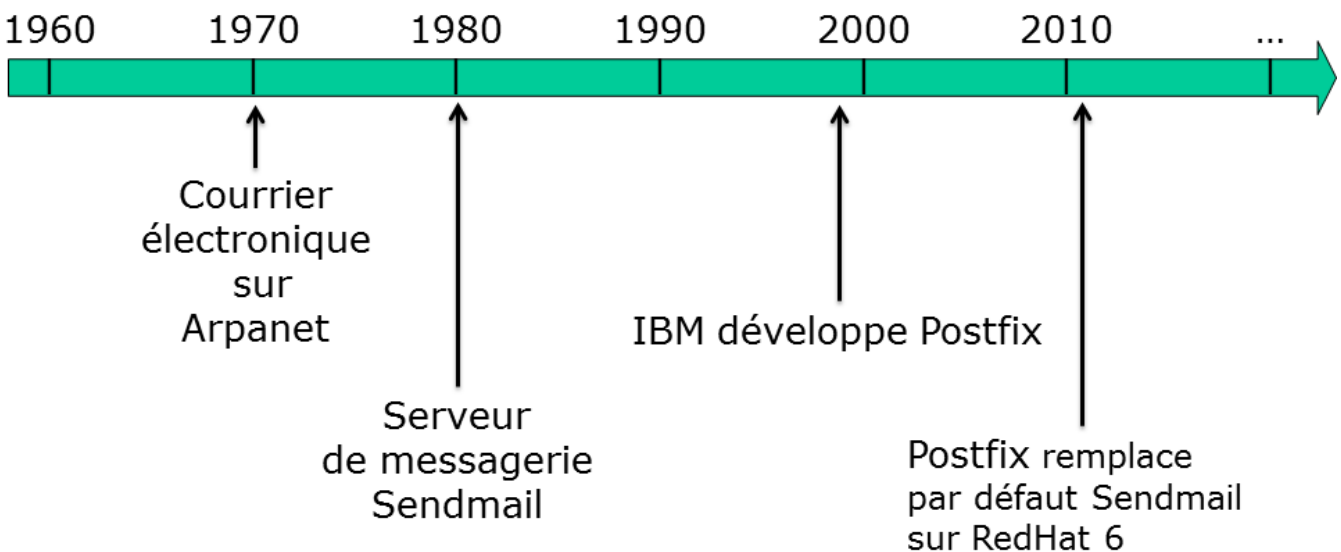 1960 1970 1980 1990 2000 2010 ...
Courrier
électronique
sur
Arpanet
Serveur
de messagerie
Sendmail
IBM développe Postfix
Postfix remplace
par défaut Sendmail
sur RedHat 6